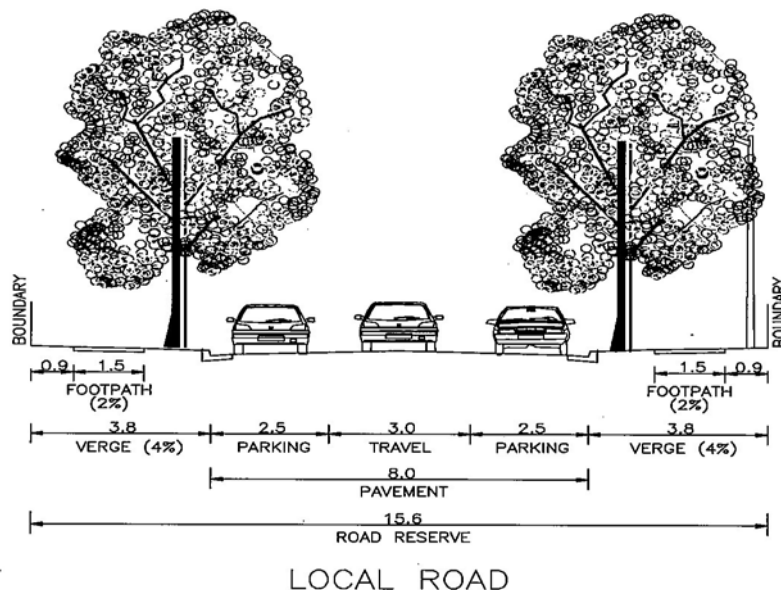 BOUNDARY
BOUNDARY
0.9 1.5 1.5 0.9
FOOTPATH FOOTPATH
(2%) (2%)
3.8 2.5 3.0 2.5 3.8
VERGE (4%) PARKING TRAVEL PARKING VERGE (4%)
8.0
PAVEMENT
15.6
ROAD RESERVE
LOCAL ROAD